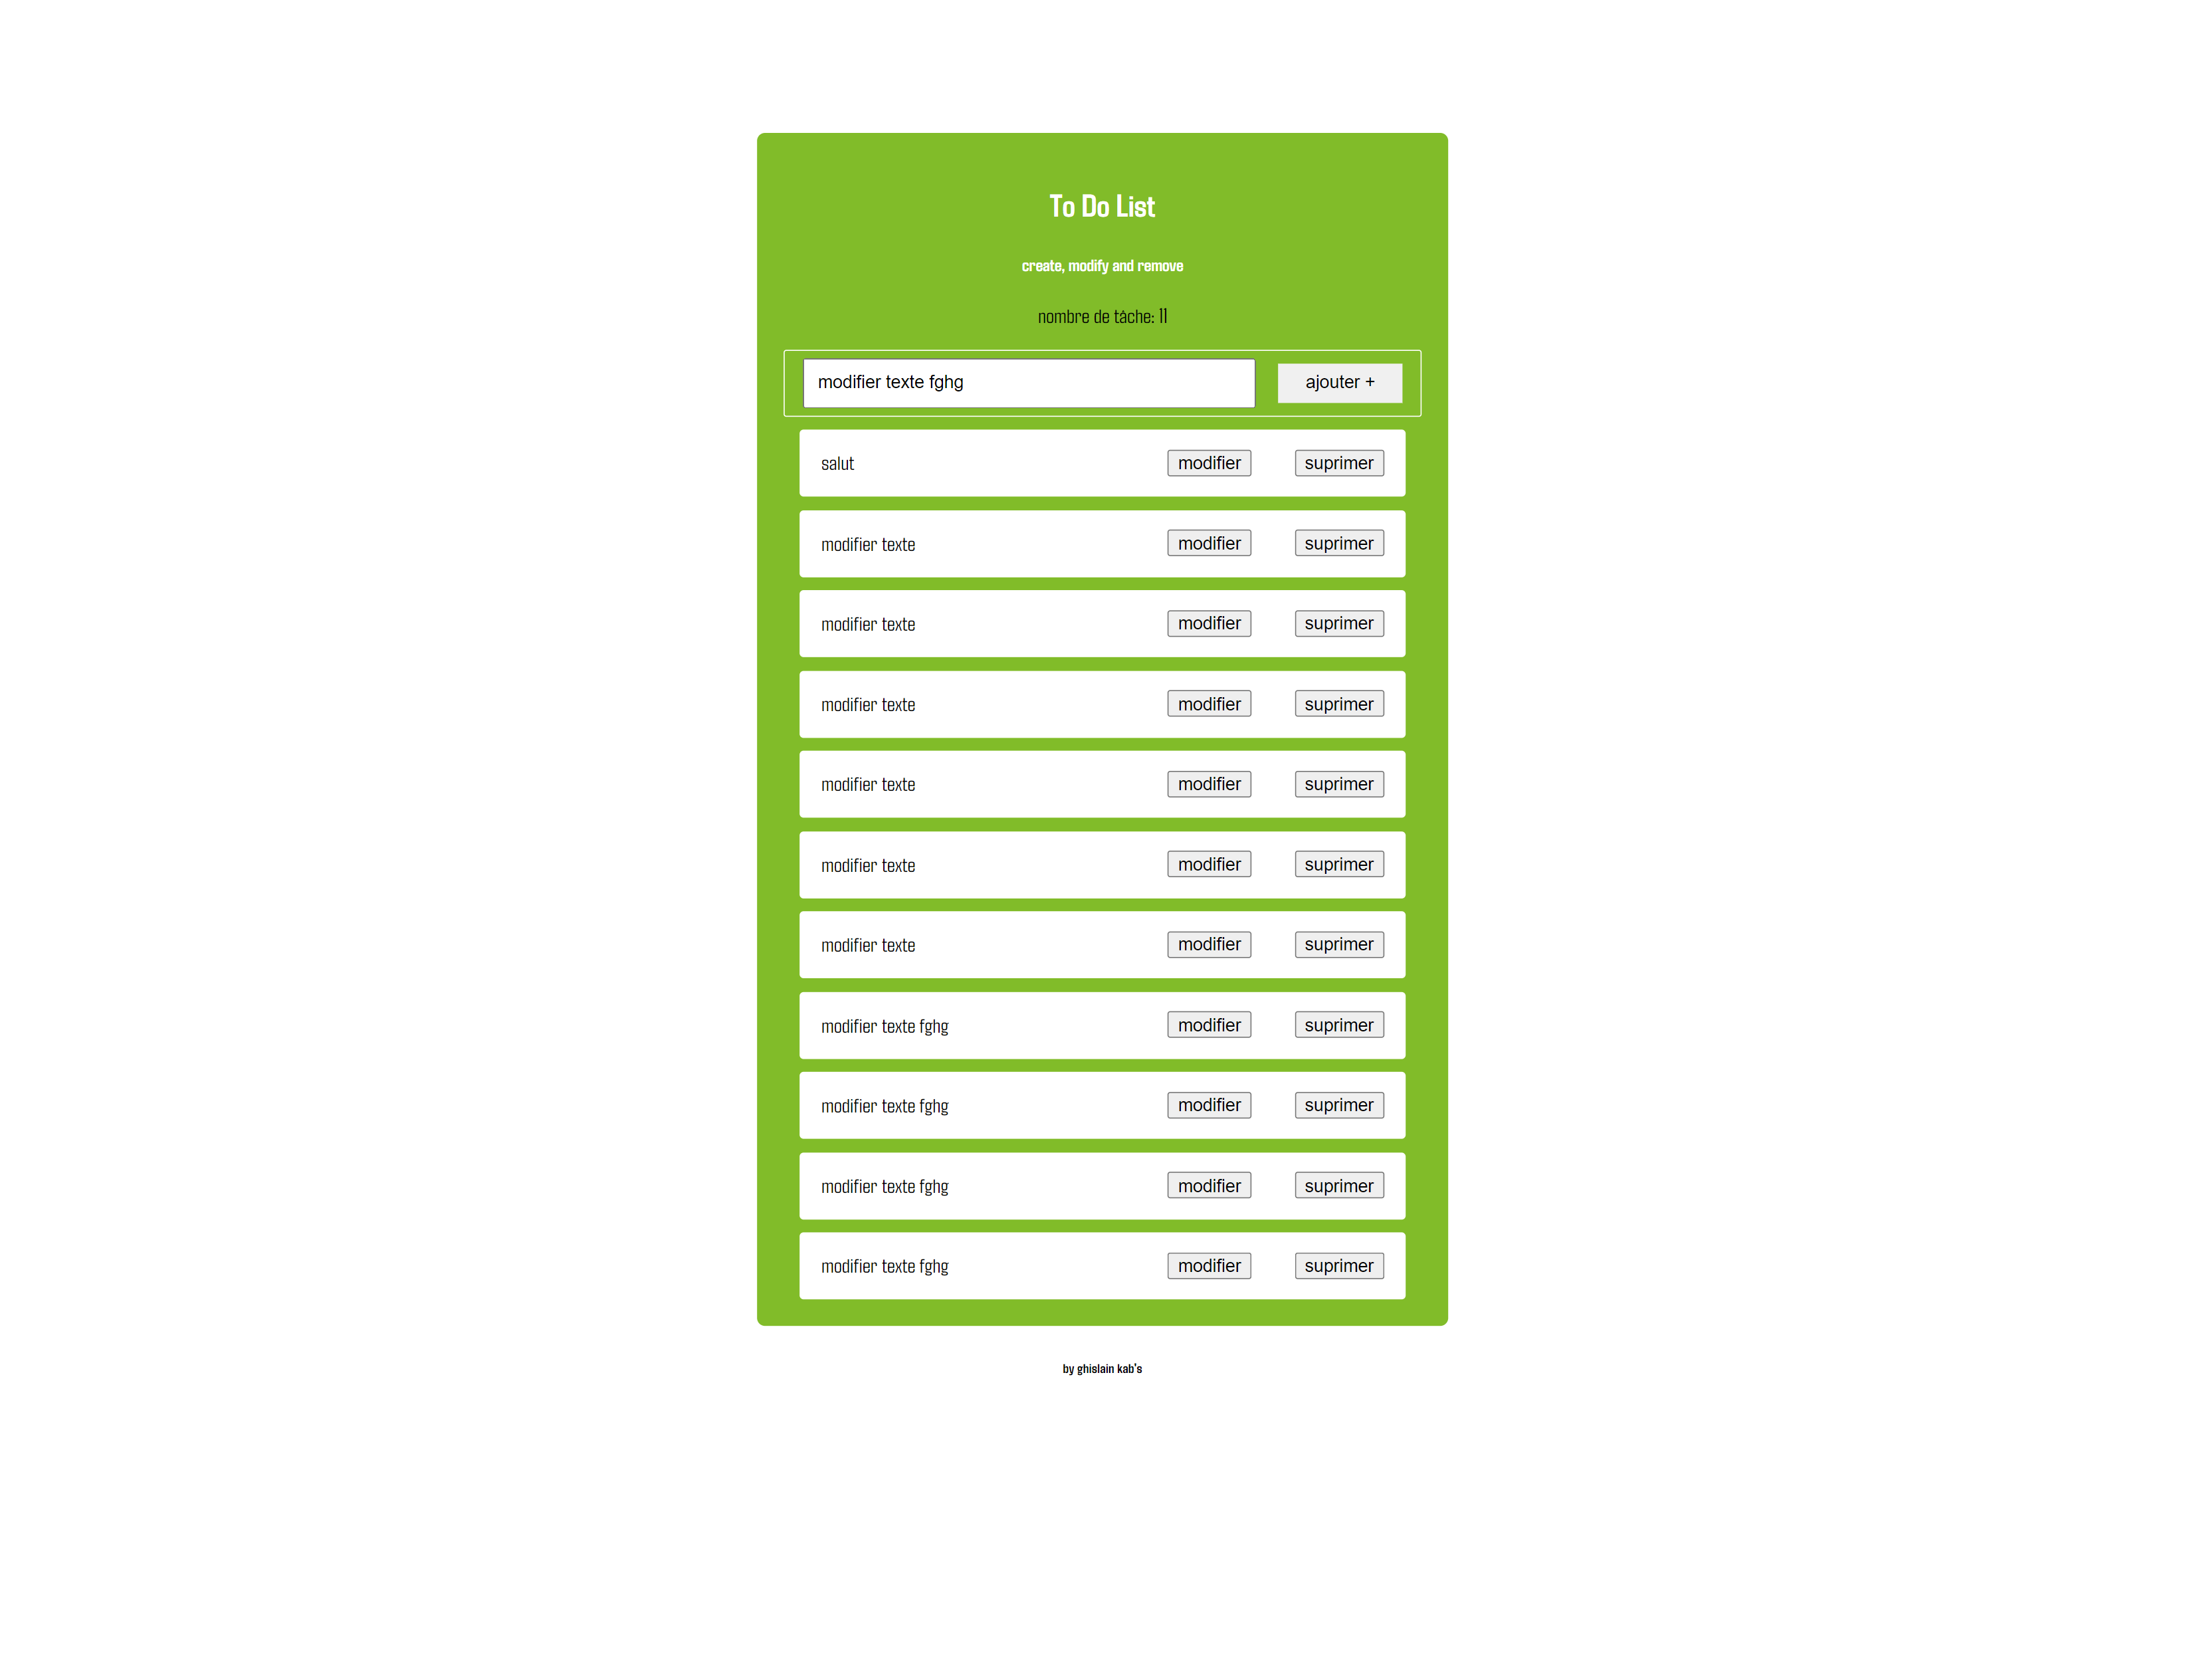 To Do List
create, modify and remove
nombre de tâche: 11
modifier texte fghg ajouter +
salut modifier suprimer
modifier texte modifier suprimer
modifier texte modifier suprimer
modifier texte modifier suprimer
modifier texte modifier suprimer
modifier texte modifier suprimer
modifier texte modifier suprimer
modifier texte fghg modifier suprimer
modifier texte fghg modifier suprimer
modifier texte fghg modifier suprimer
modifier texte fghg modifier suprimer
by ghislain kab's